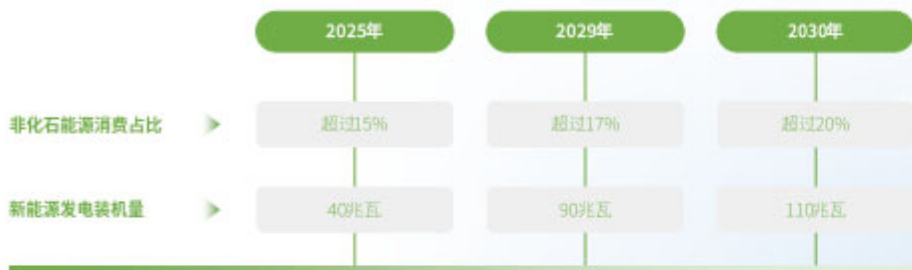 2025年 2029年 2030年
非化石能源消费占比 超过15% 超过17% 超过20%
新能源发电装机量 40兆瓦 90兆瓦 110兆瓦